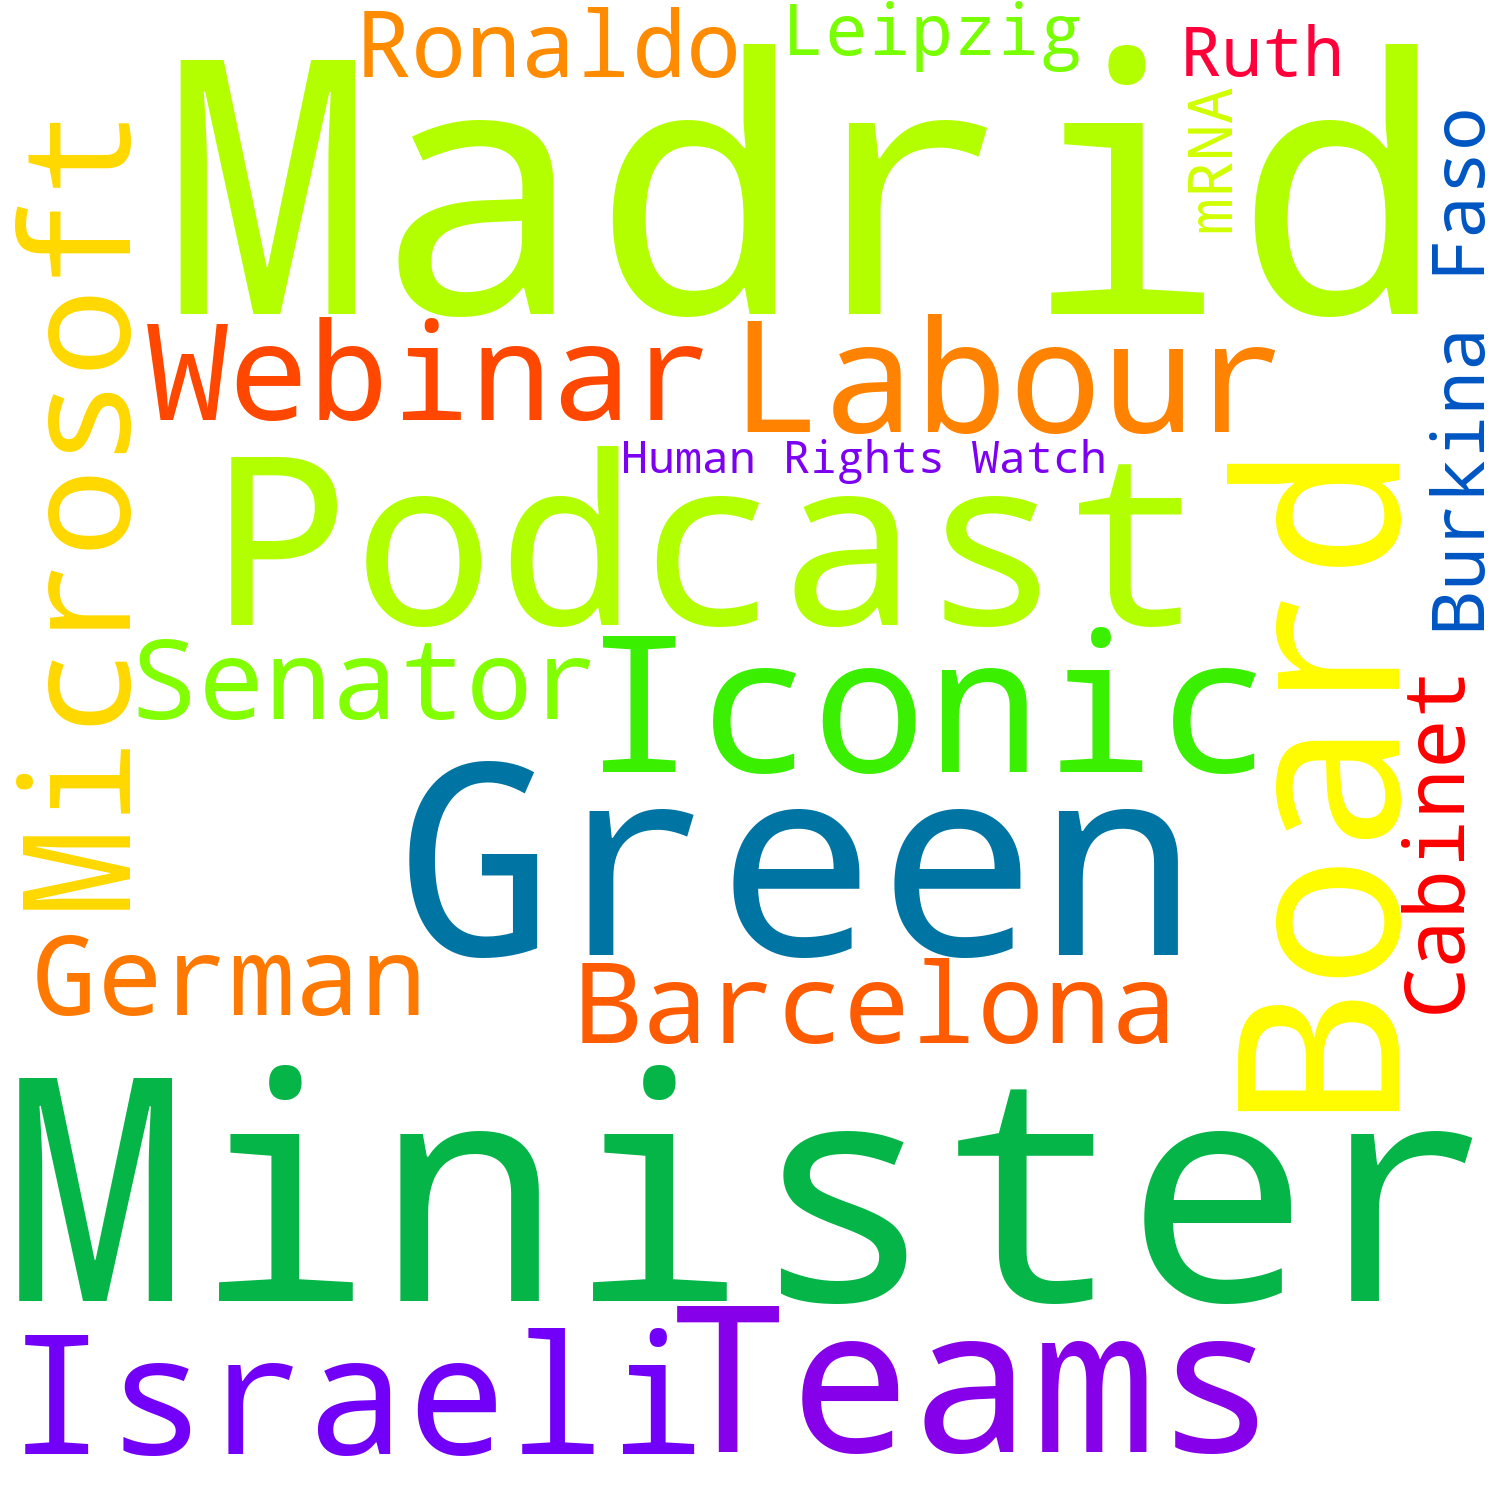 Ronaldo
Leipzig
Ruth
Madrid
mRNA
Burkina Faso
Microsoft
Webinar
Labour
Human Rights Watch
Podcast
Board
Senator
Iconic
Cabinet
Green
German
Barcelona
Minister
Israeli
Teams